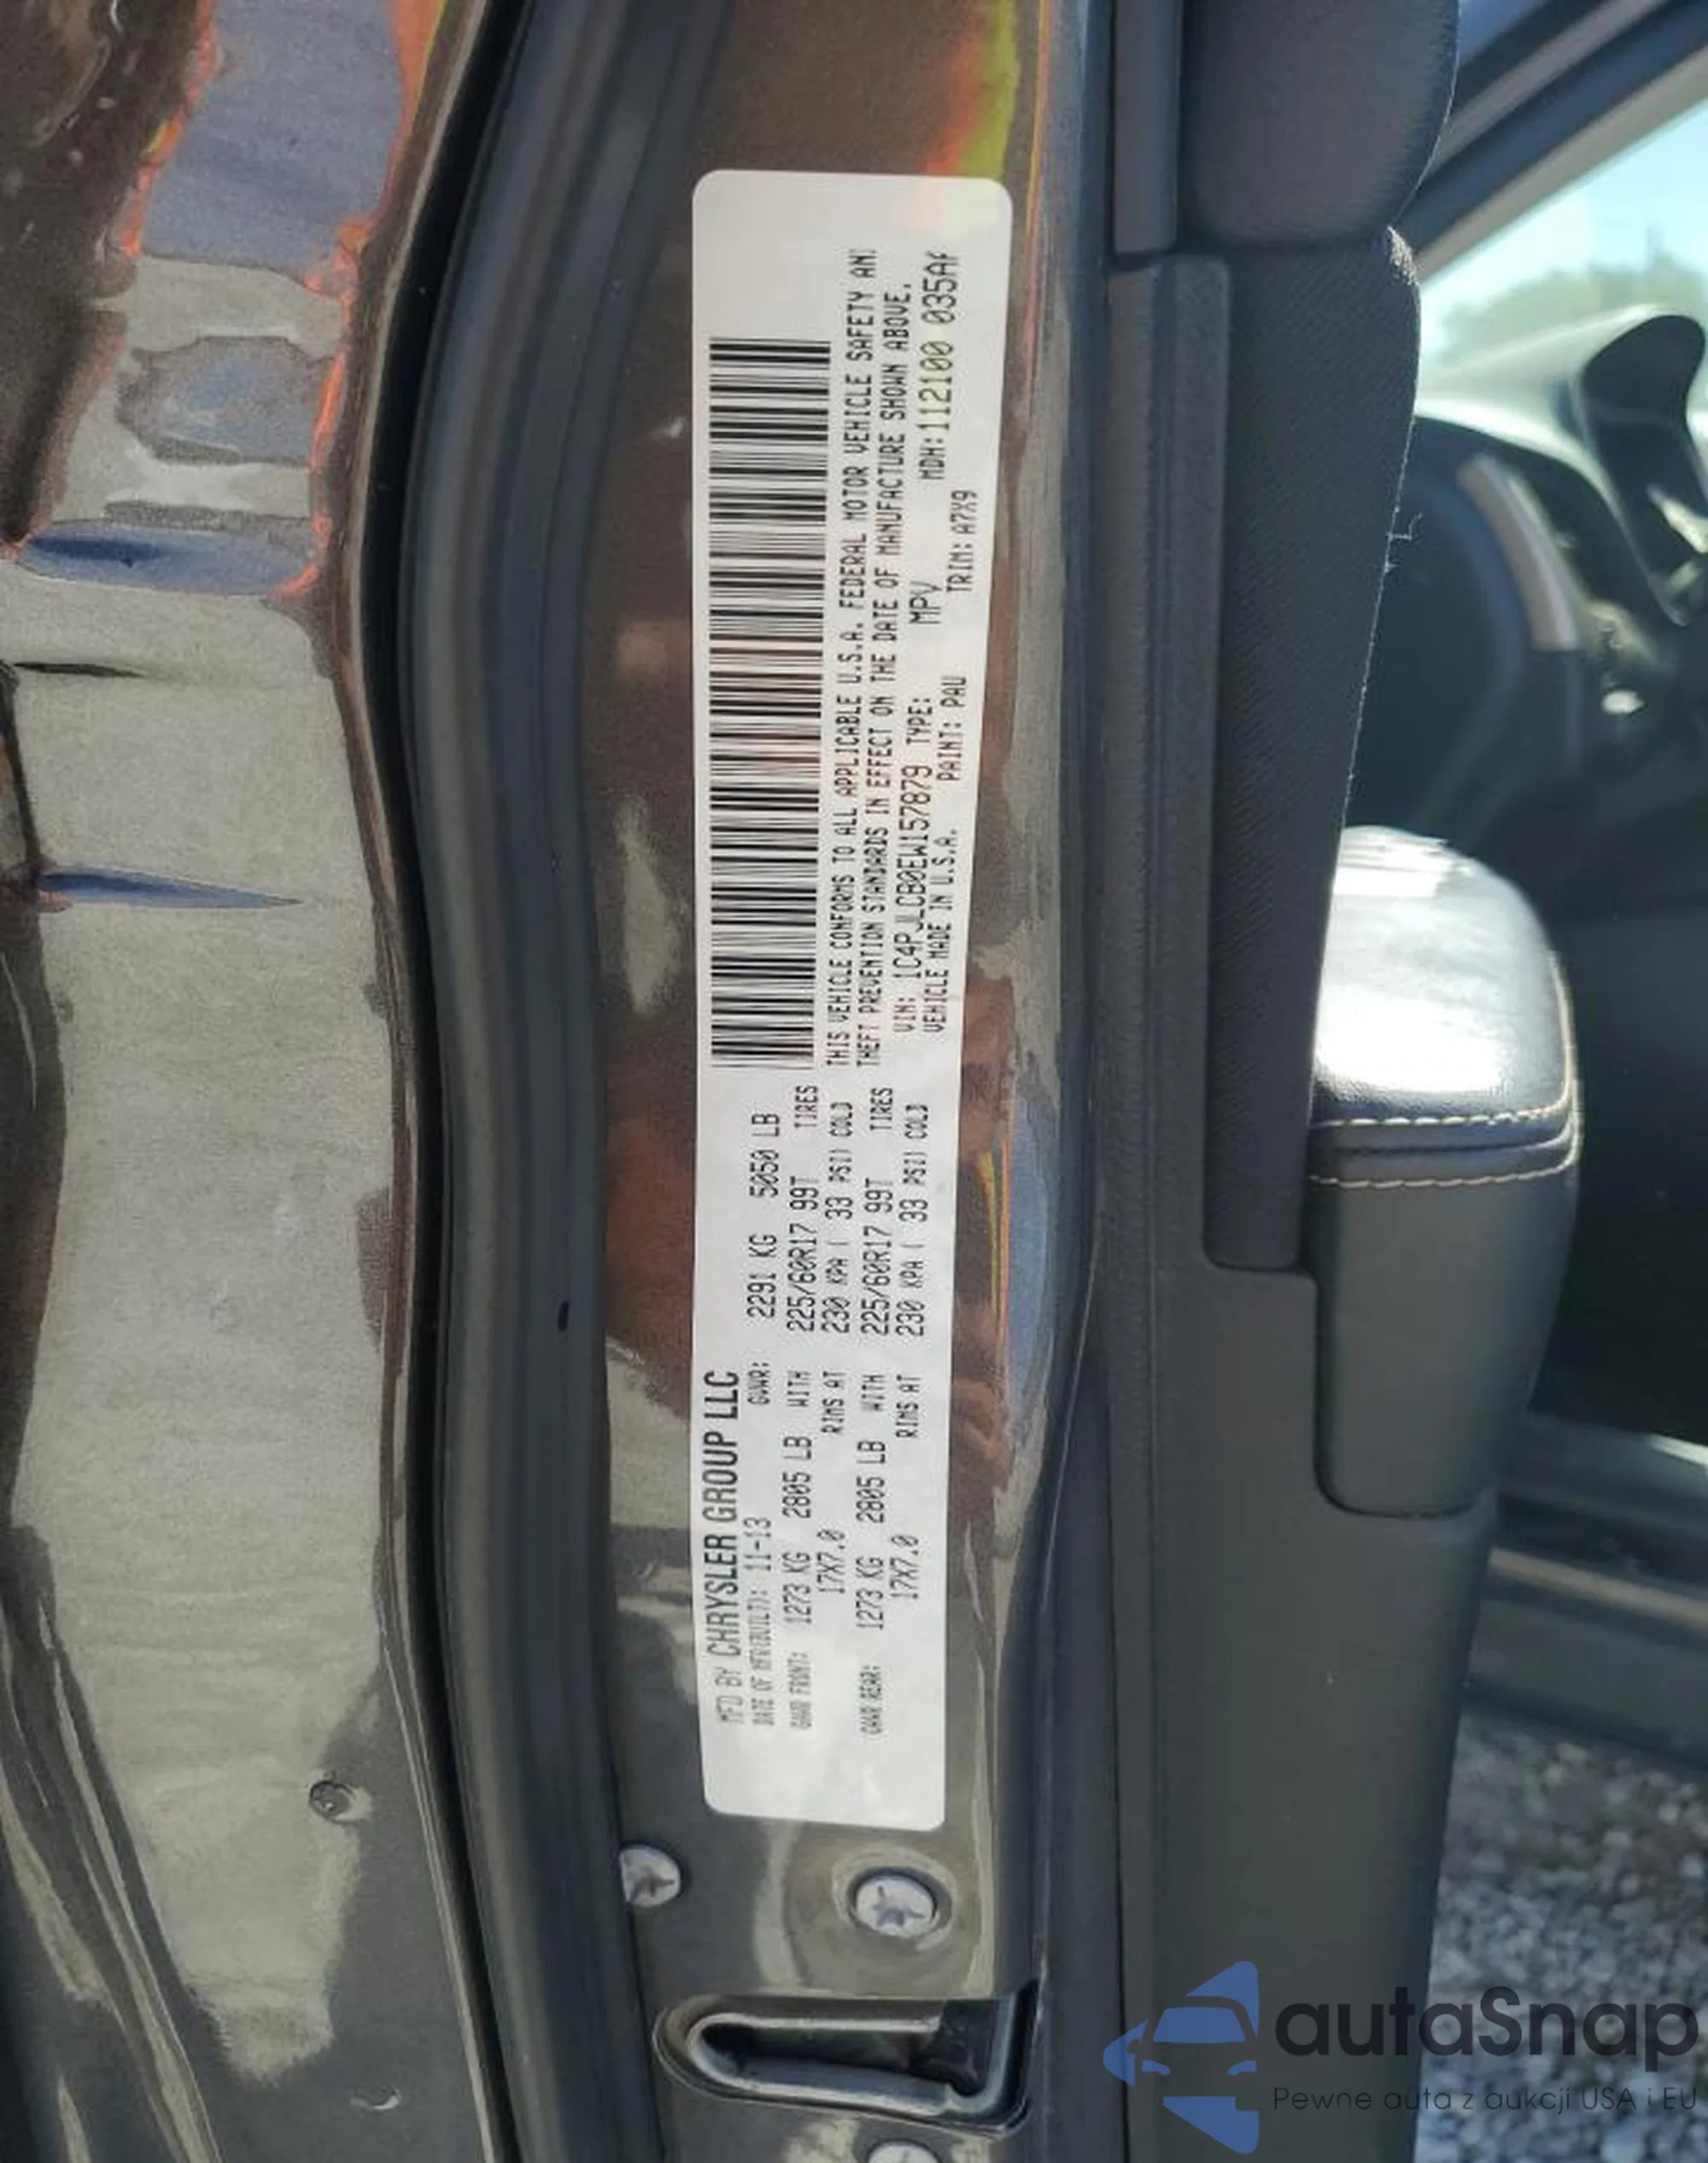 MFD BY CHRYSLER GROUP LLC
DATE OF MFR(BUILT): 11-13 GVWR: 2291 KG 5050 LB
GAWR FRONT: 1273 KG 2805 LB WITH 225/60R17 99T TIRES
17X7.0 RIMS AT 230 KPA ( 33 PSI) COLD
GAWR REAR: 1273 KG 2805 LB WITH 225/60R17 99T TIRES
17X7.0 RIMS AT 230 KPA ( 33 PSI) COLD
THIS VEHICLE CONFORMS TO ALL APPLICABLE U.S.A. FEDERAL MOTOR VEHICLE SAFETY AND
THEFT PREVENTION STANDARDS IN EFFECT ON THE DATE OF MANUFACTURE SHOWN ABOVE.
VIN: 1C4PJLCB0EW157879 TYPE: MPV MDH:112100 035AA
VEHICLE MADE IN U.S.A. PAINT: PAU TRIM: A7X9
autaSnap
Pewne auta z aukcji USA i EU